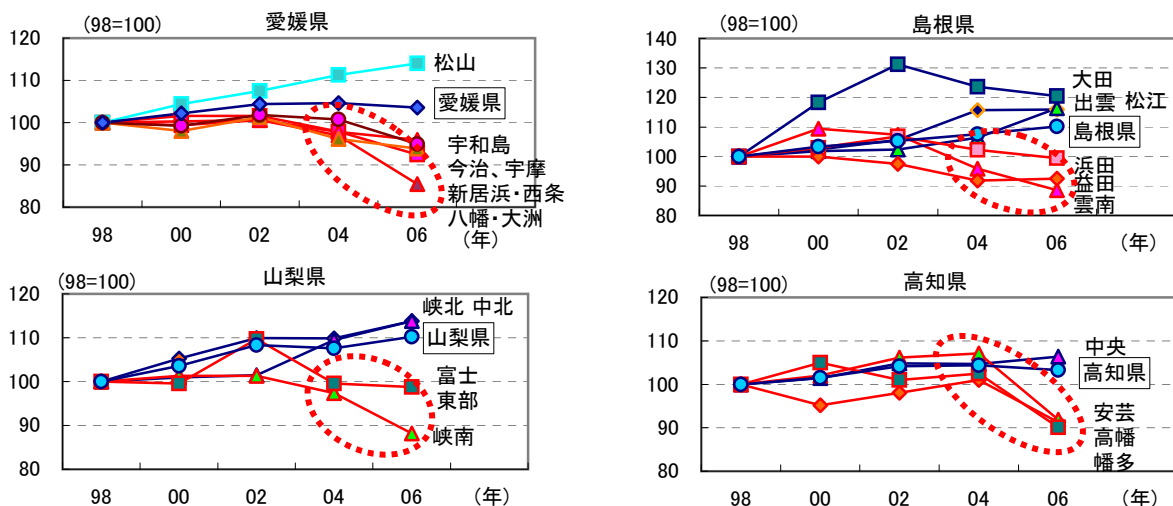 愛媛県
(98=100)
120
110
100
90
80
松山
愛媛県
宇和島
今治、宇摩
新居浜・西条
八幡・大洲
98 00 02 04 06 (年)
島根県
(98=100)
140
130
120
110
100
90
80
大田
出雲 松江
島根県
浜田
益田
雲南
98 00 02 04 06 (年)
山梨県
(98=100)
120
110
100
90
80
峡北 中北
山梨県
富士
東部
峡南
98 00 02 04 06 (年)
高知県
(98=100)
120
110
100
90
80
中央
高知県
安芸
高幡
幡多
98 00 02 04 06 (年)